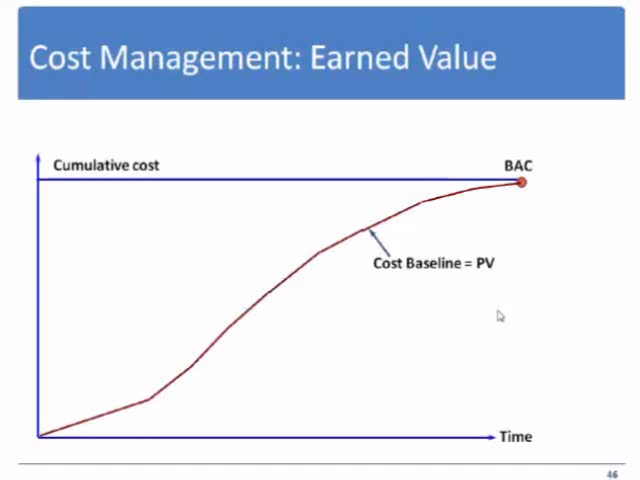 Cost Management: Earned Value
Cumulative cost
BAC
Cost Baseline = PV
Time
46